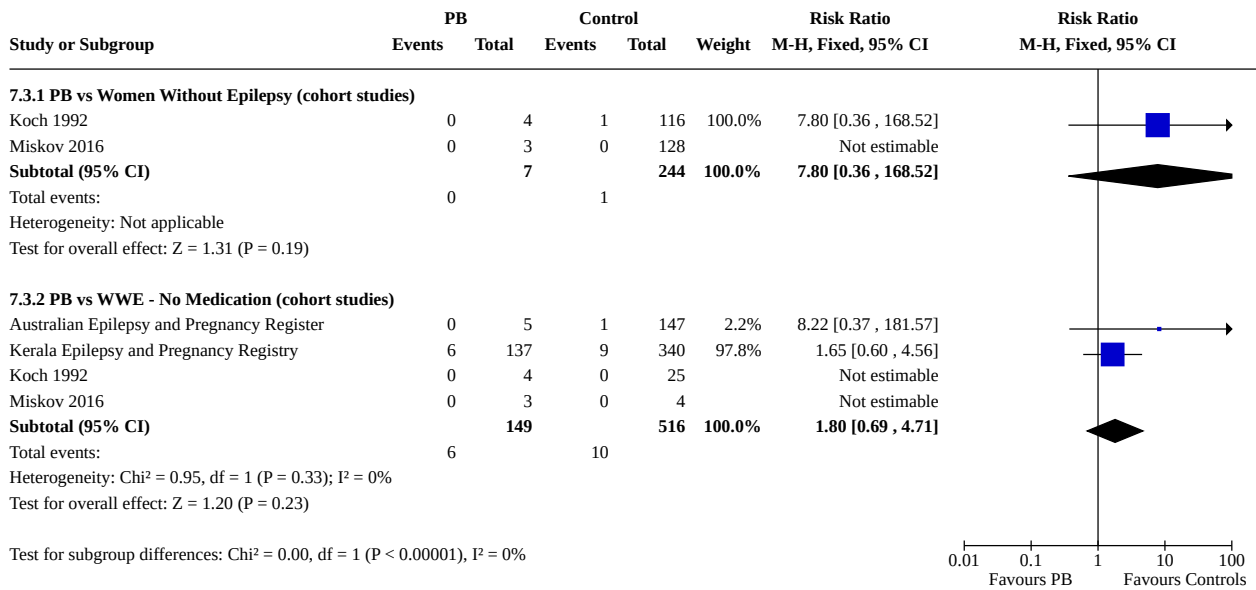 PB Control Risk Ratio Risk Ratio
Study or Subgroup Events Total Events Total Weight M-H, Fixed, 95% CI M-H, Fixed, 95% CI
7.3.1 PB vs Women Without Epilepsy (cohort studies)
Koch 1992 0 4 1 116 100.0% 7.80 [0.36 , 168.52]
Miskov 2016 0 3 0 128 Not estimable
Subtotal (95% CI) 7 244 100.0% 7.80 [0.36 , 168.52]
Total events: 0 1
Heterogeneity: Not applicable
Test for overall effect: Z = 1.31 (P = 0.19)
7.3.2 PB vs WWE - No Medication (cohort studies)
Australian Epilepsy and Pregnancy Register 0 5 1 147 2.2% 8.22 [0.37 , 181.57]
Kerala Epilepsy and Pregnancy Registry 6 137 9 340 97.8% 1.65 [0.60 , 4.56]
Koch 1992 0 4 0 25 Not estimable
Miskov 2016 0 3 0 4 Not estimable
Subtotal (95% CI) 149 516 100.0% 1.80 [0.69 , 4.71]
Total events: 6 10
Heterogeneity: Chi² = 0.95, df = 1 (P = 0.33); I² = 0%
Test for overall effect: Z = 1.20 (P = 0.23)
Test for subgroup differences: Chi² = 0.00, df = 1 (P < 0.00001), I² = 0%
0.01 0.1 1 10 100
Favours PB Favours Controls